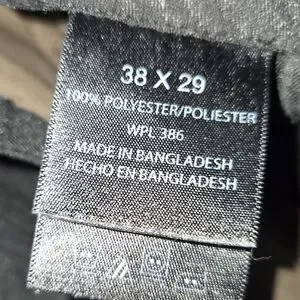 38 X 29
100% POLYESTER/POLIESTER
WPL 386
MADE IN BANGLADESH
HECHO EN BANGLADESH